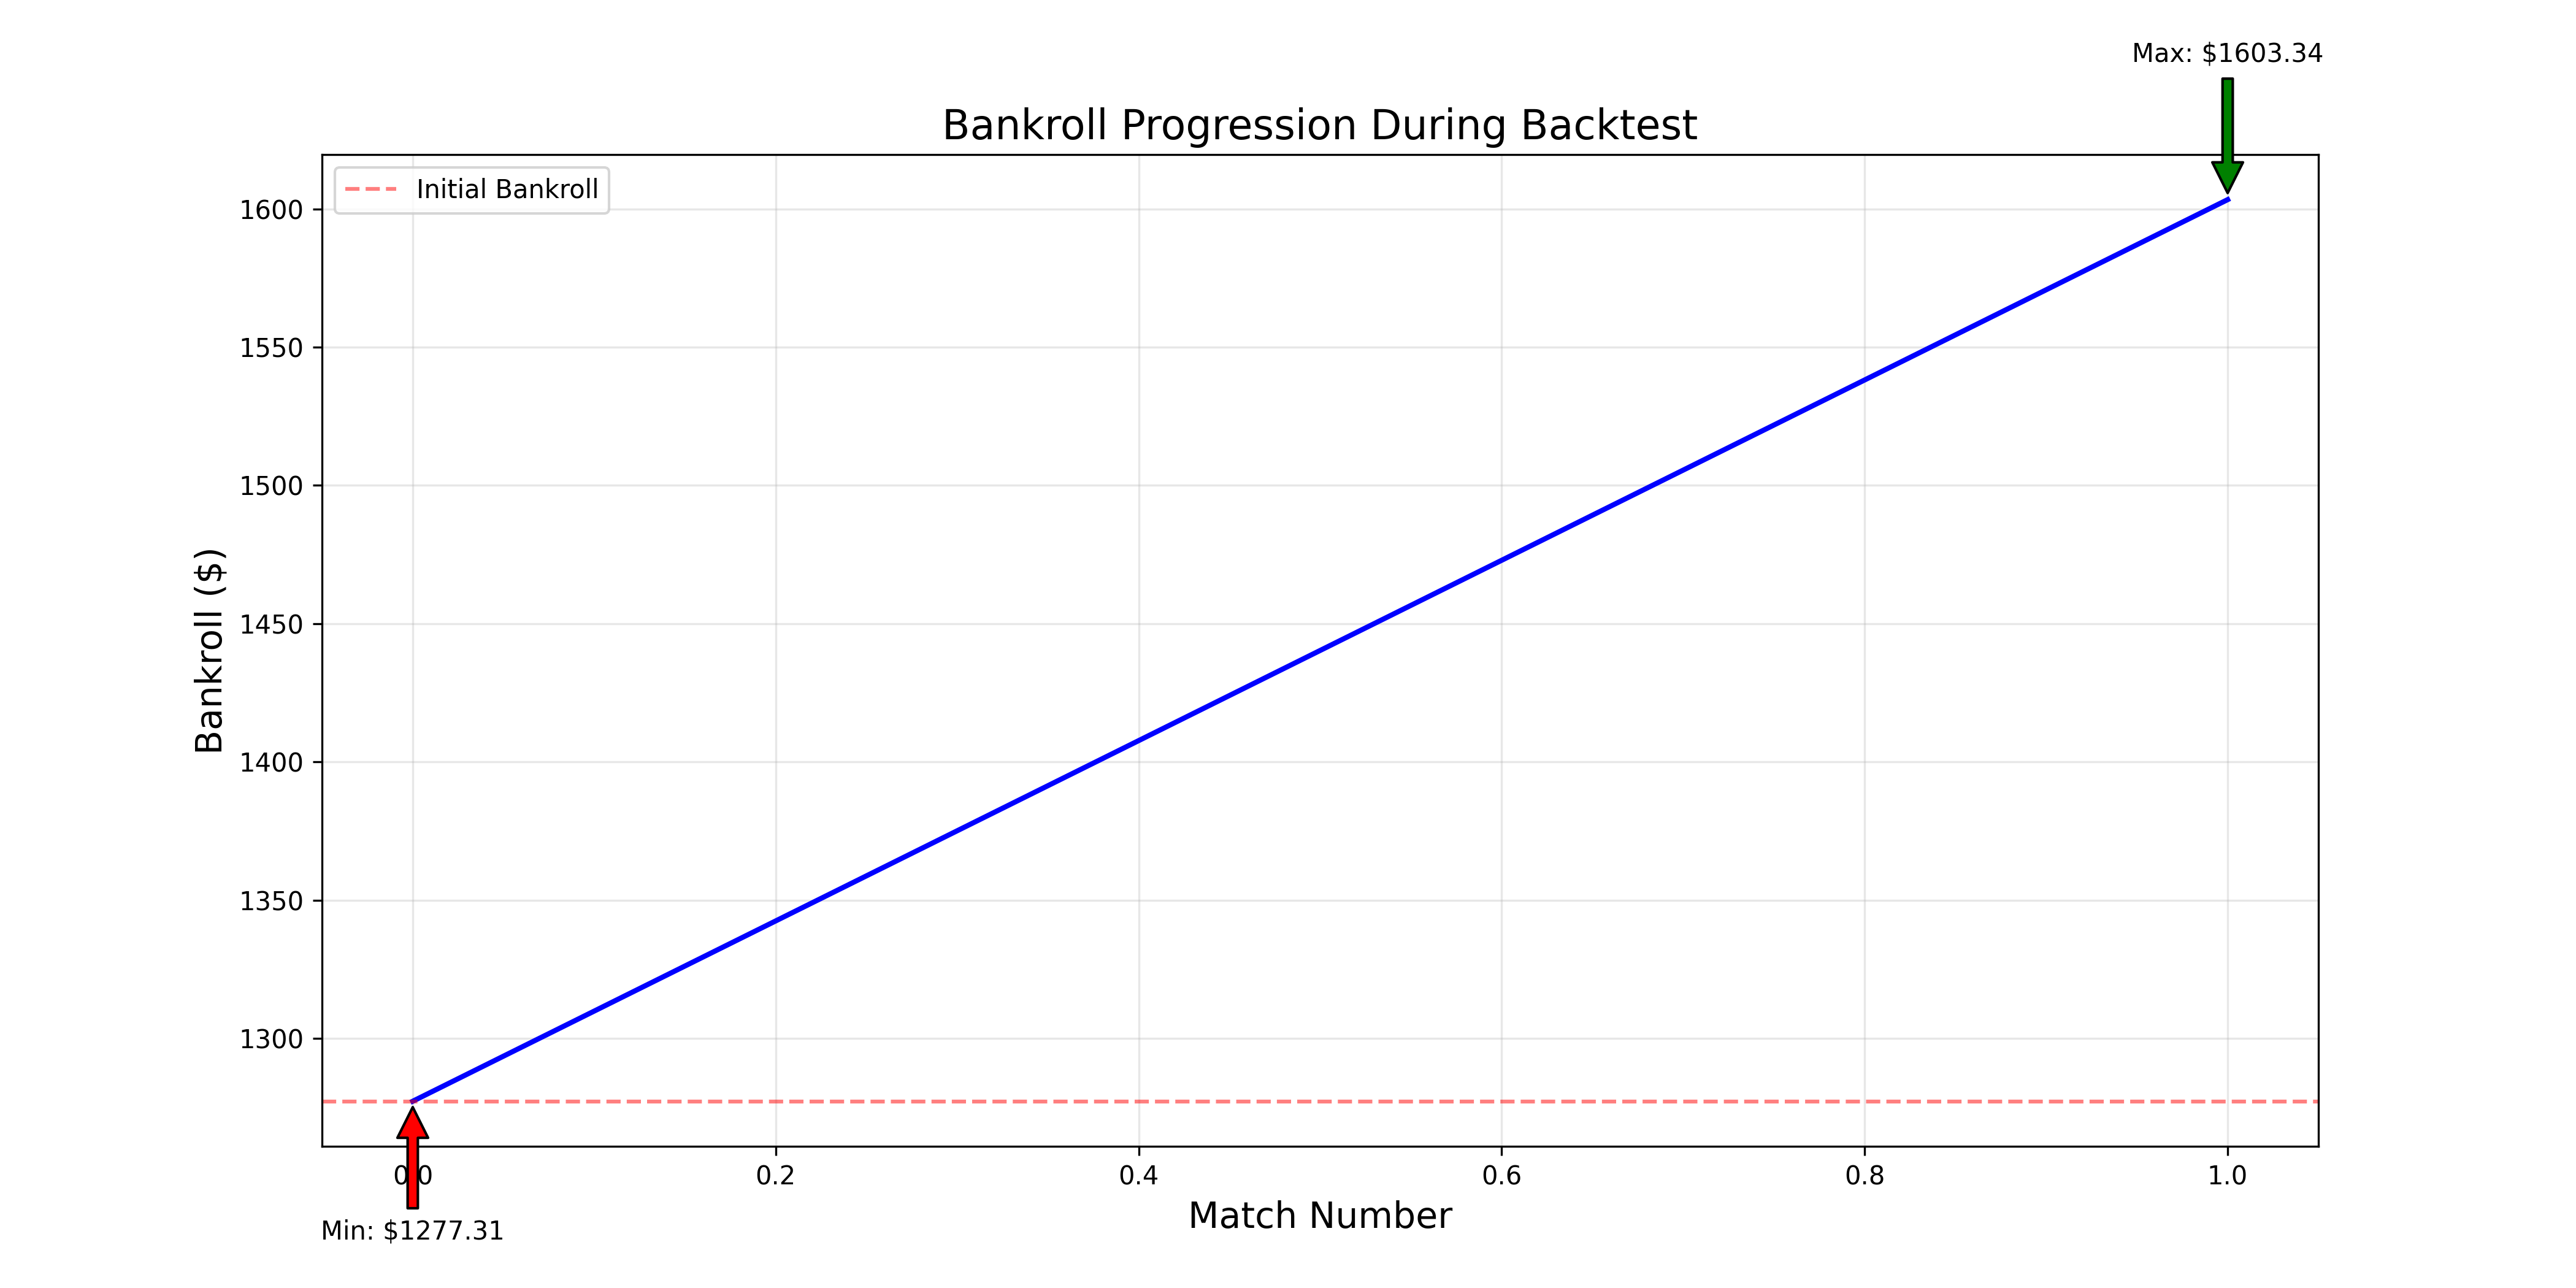 Max: $1603.34
Bankroll Progression During Backtest
Initial Bankroll
1600
1550
1500
1450
1400
1350
1300
Bankroll ($)
0.0 0.2 0.4 0.6 0.8 1.0
Match Number
Min: $1277.31